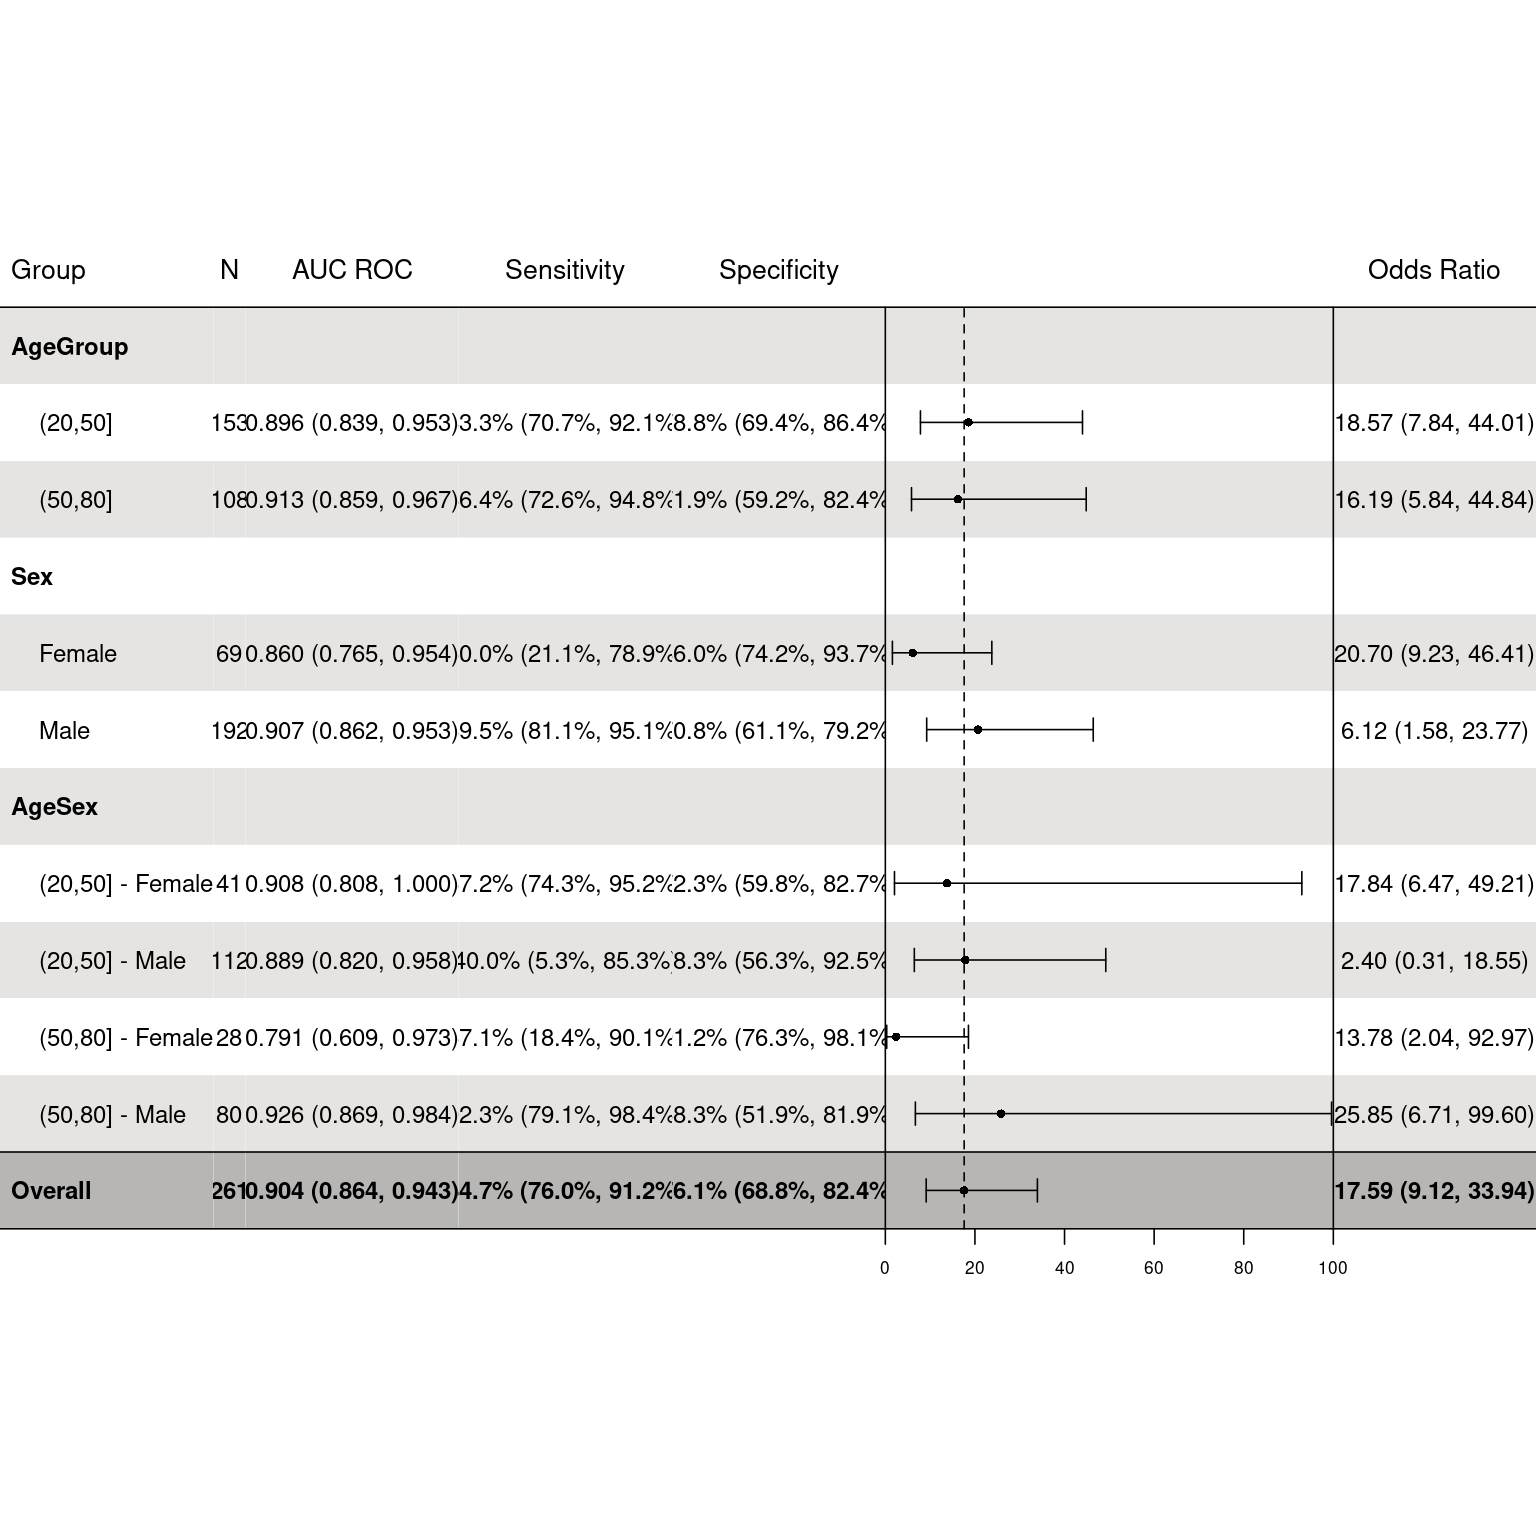 Group N AUC ROC Sensitivity Specificity Odds Ratio
AgeGroup
(20,50] 153 0.896 (0.839, 0.953) 3.3% (70.7%, 92.1% 8.8% (69.4%, 86.4% 18.57 (7.84, 44.01)
(50,80] 108 0.913 (0.859, 0.967) 6.4% (72.6%, 94.8% 1.9% (59.2%, 82.4% 16.19 (5.84, 44.84)
Sex
Female 69 0.860 (0.765, 0.954) 0.0% (21.1%, 78.9% 6.0% (74.2%, 93.7% 20.70 (9.23, 46.41)
Male 192 0.907 (0.862, 0.953) 9.5% (81.1%, 95.1% 0.8% (61.1%, 79.2% 6.12 (1.58, 23.77)
AgeSex
(20,50] - Female 41 0.908 (0.808, 1.000) 7.2% (74.3%, 95.2% 2.3% (59.8%, 82.7% 17.84 (6.47, 49.21)
(20,50] - Male 112 0.889 (0.820, 0.958) 40.0% (5.3%, 85.3%) 8.3% (56.3%, 92.5% 2.40 (0.31, 18.55)
(50,80] - Female 28 0.791 (0.609, 0.973) 7.1% (18.4%, 90.1% 1.2% (76.3%, 98.1% 13.78 (2.04, 92.97)
(50,80] - Male 80 0.926 (0.869, 0.984) 2.3% (79.1%, 98.4% 8.3% (51.9%, 81.9% 25.85 (6.71, 99.60)
Overall 261 0.904 (0.864, 0.943) 4.7% (76.0%, 91.2% 6.1% (68.8%, 82.4% 17.59 (9.12, 33.94)
0 20 40 60 80 100